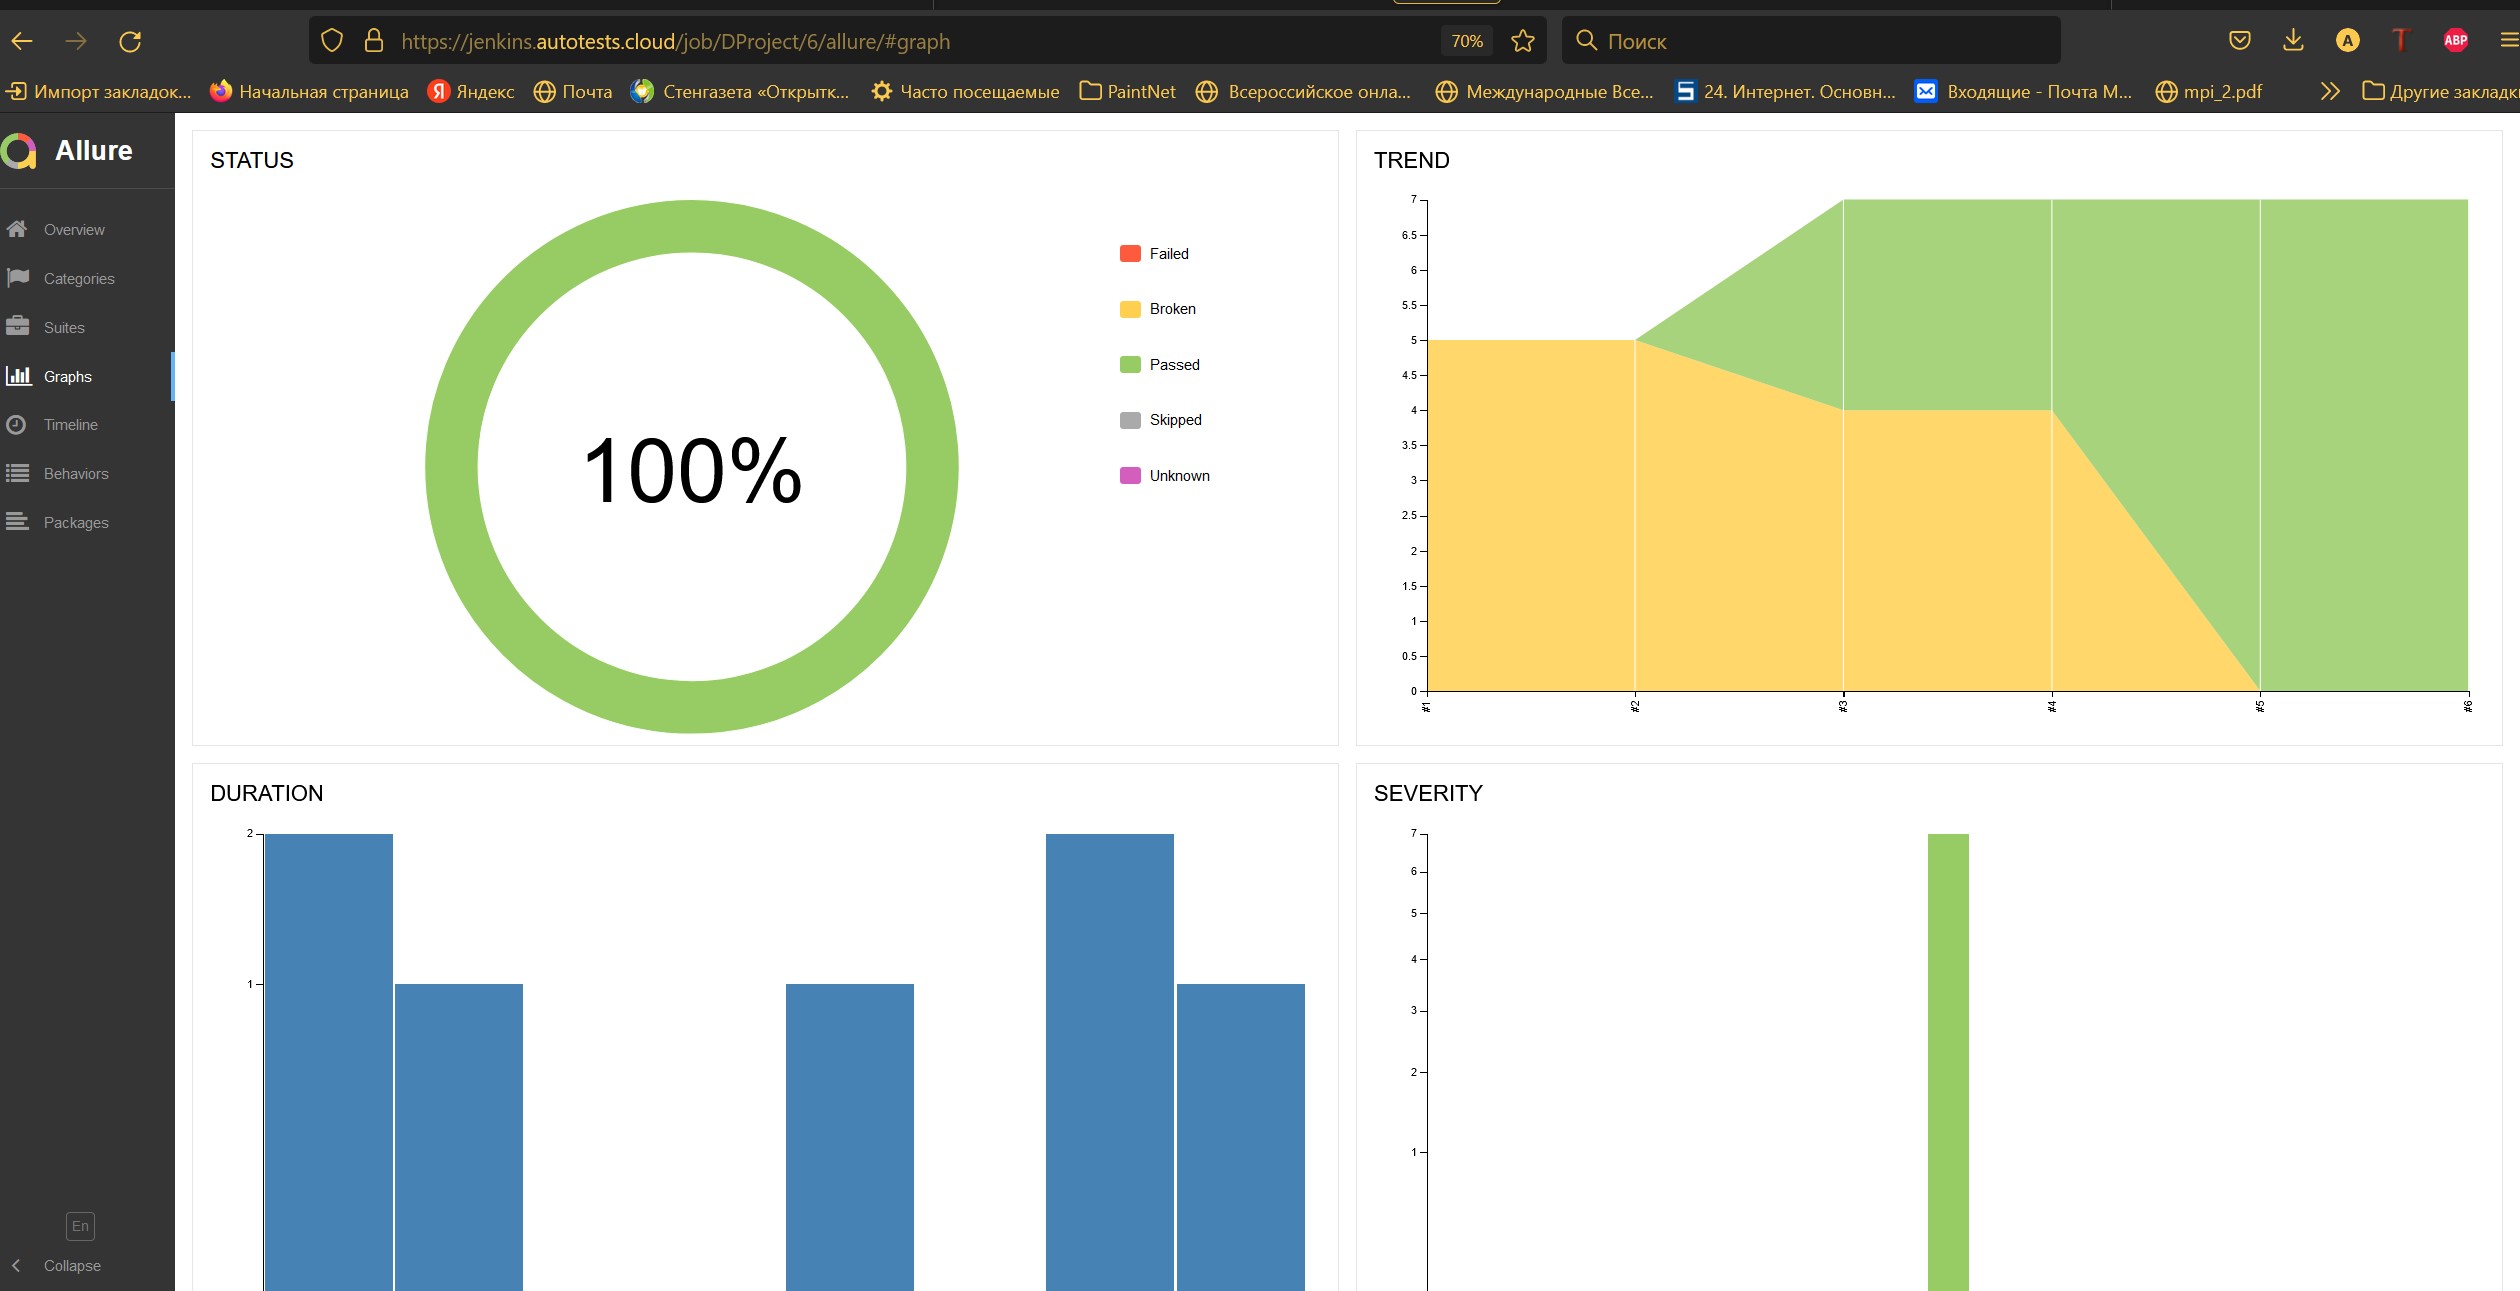 https://jenkins.autotests.cloud/job/DProject/6/allure/#graph
70%
Поиск
A
T
ABP
Импорт закладок...
Начальная страница
Я
Яндекс
Почта
Стенгазета «Открытк...
Часто посещаемые
PaintNet
Всероссийское онла...
Международные Все...
24. Интернет. Основн...
Входящие - Почта М...
mpi_2.pdf
Другие закладки
Allure
Overview
Categories
Suites
Graphs
Timeline
Behaviors
Packages
En
Collapse
STATUS
100%
Failed
Broken
Passed
Skipped
Unknown
TREND
7
6.5
6
5.5
5
4.5
4
3.5
3
2.5
2
1.5
1
0.5
0
#1
#2
#3
#4
#5
#6
DURATION
2
1
SEVERITY
7
6
5
4
3
2
1